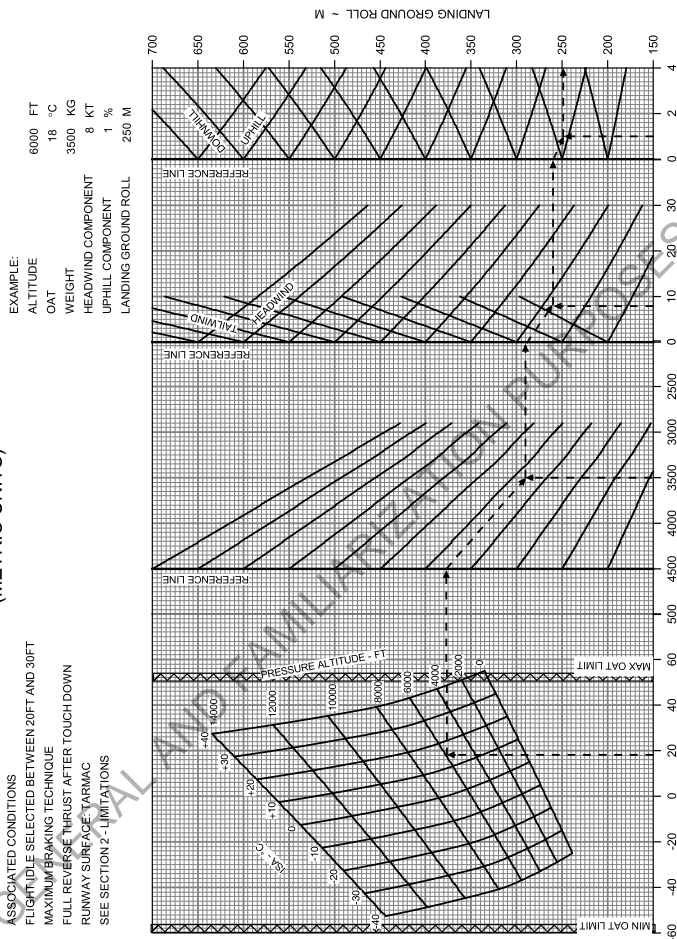 (METRIC UNITS)
ASSOCIATED CONDITIONS
FLIGHT IDLE SELECTED BETWEEN 20FT AND 30FT
MAXIMUM BRAKING TECHNIQUE
FULL REVERSE THRUST AFTER TOUCH DOWN
RUNWAY SURFACE: TARMAC
SEE SECTION 2 - LIMITATIONS
EXAMPLE:
ALTITUDE 6000 FT
OAT 18 °C
WEIGHT 3500 KG
HEADWIND COMPONENT 8 KT
UPHILL COMPONENT 1 %
LANDING GROUND ROLL 250 M
MIN OAT LIMIT
MAX OAT LIMIT
ISA ~ °C
-40
-30
-20
-10
0
+10
+20
+30
+40
PRESSURE ALTITUDE - FT
14000
12000
10000
8000
6000
4000
2000
0
REFERENCE LINE
REFERENCE LINE
TAILWIND
HEADWIND
REFERENCE LINE
DOWNHILL
UPHILL
LANDING GROUND ROLL ~ M
700
650
600
550
500
450
400
350
300
250
200
150
-60 -40 -20 0 20 40 60
500 4500 4000 3500 3000 2500
0 10 20 30
0 2 4
GENERAL AND FAMILIARIZATION PURPOSES